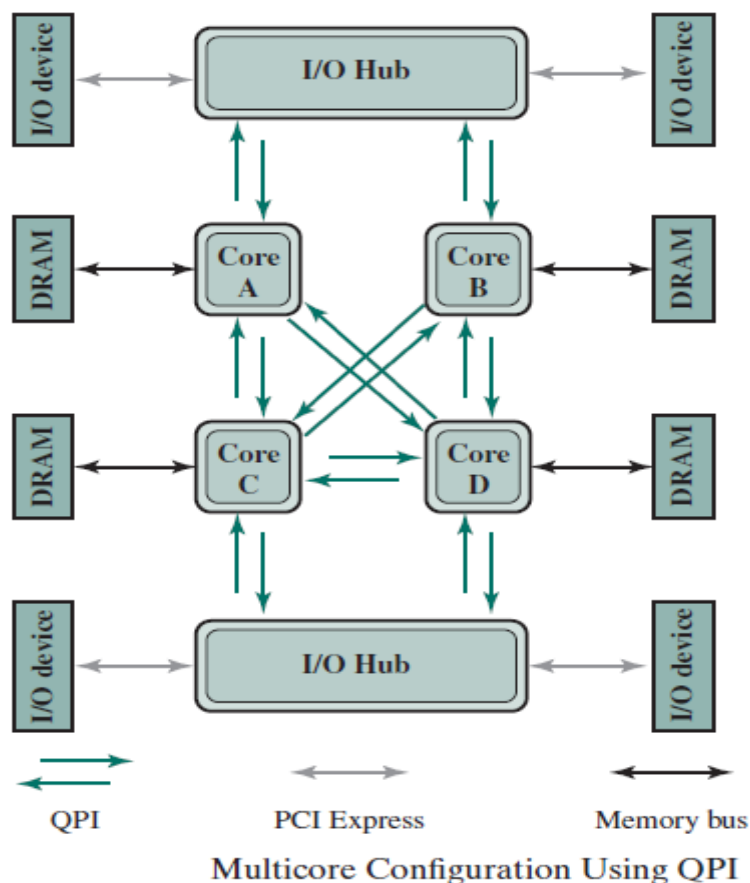 I/O device
I/O Hub
I/O device
DRAM
Core
A
Core
B
DRAM
DRAM
Core
C
Core
D
DRAM
I/O device
I/O Hub
I/O device
QPI
PCI Express
Memory bus
Multicore Configuration Using QPI